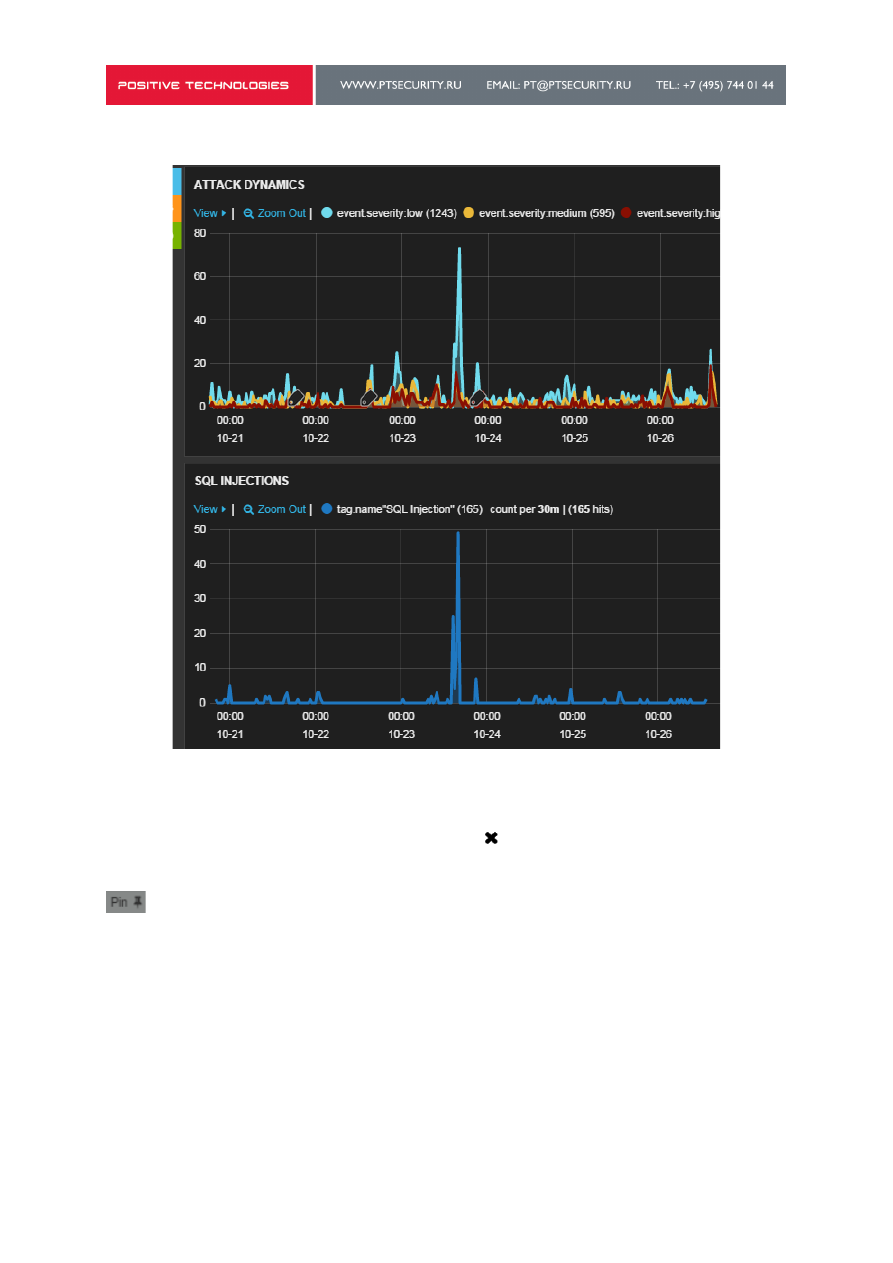 POSITIVE TECHNOLOGIES WWW.PTSECURITY.RU EMAIL: PT@PTSECURITY.RU TEL.: +7 (495) 744 01 44
ATTACK DYNAMICS
View | Zoom Out | event.severity:low (1243) event.severity:medium (595) event.severity:hig
80
60
40
20
0
00:00 00:00 00:00 00:00 00:00 00:00
10-21 10-22 10-23 10-24 10-25 10-26
SQL INJECTIONS
View | Zoom Out | tag.name"SQL Injection" (165) count per 30m | (165 hits)
50
40
30
20
10
0
00:00 00:00 00:00 00:00 00:00 00:00
10-21 10-22 10-23 10-24 10-25 10-26
Pin